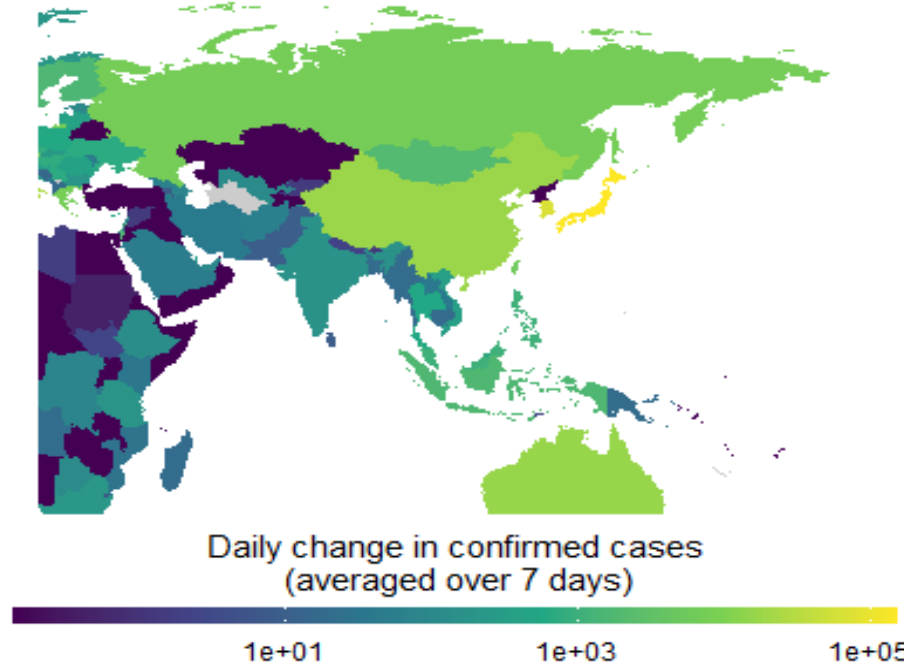 Daily change in confirmed cases
(averaged over 7 days)
1e+01 1e+03 1e+05